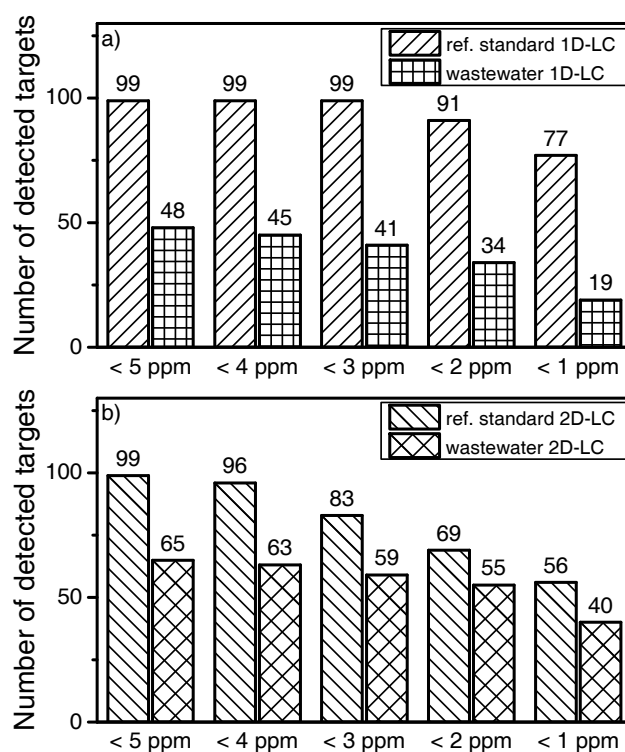 a)
ref. standard 1D-LC
wastewater 1D-LC
Number of detected targets
100
50
0
99
48
99
45
99
41
91
34
77
19
< 5 ppm < 4 ppm < 3 ppm < 2 ppm < 1 ppm
b)
ref. standard 2D-LC
wastewater 2D-LC
Number of detected targets
100
50
0
99
65
96
63
83
59
69
55
56
40
< 5 ppm < 4 ppm < 3 ppm < 2 ppm < 1 ppm